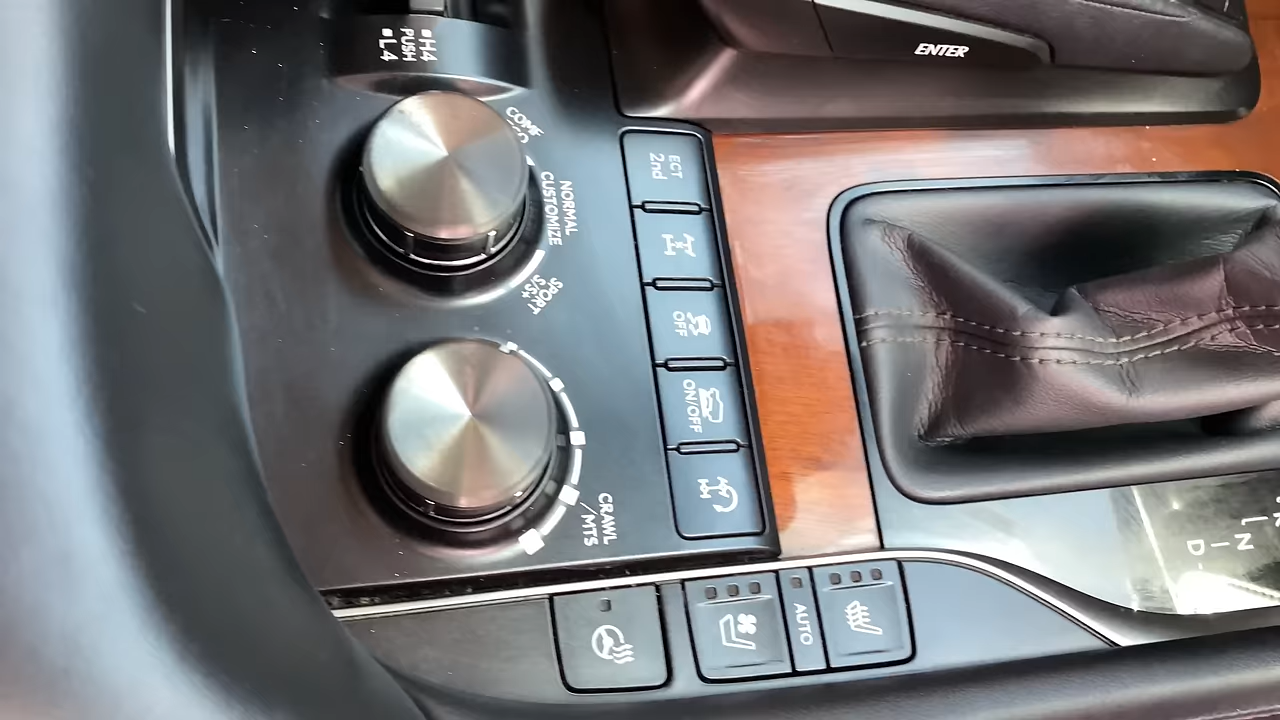 H4
PUSH
L4
ENTER
COMF
NORMAL
CUSTOMIZE
SPORT
S/S+
ECT
2nd
OFF
ON/OFF
CRAWL
MTS
AUTO
N
D